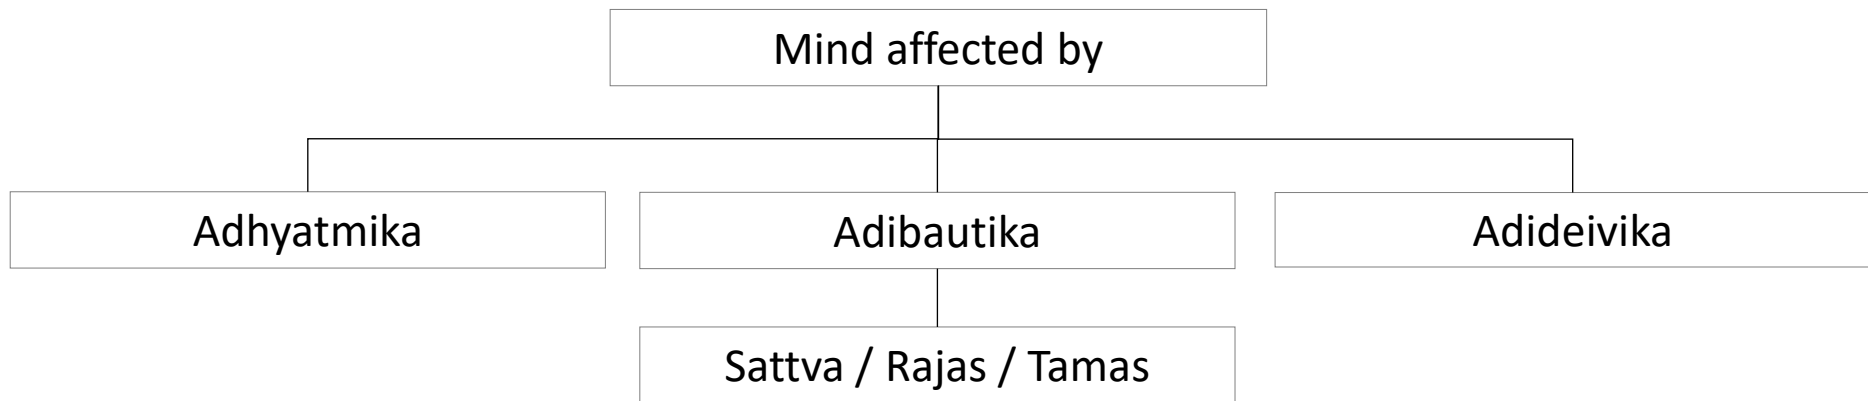 Mind affected by
Adhyatmika
Adibautika
Adideivika
Sattva / Rajas / Tamas